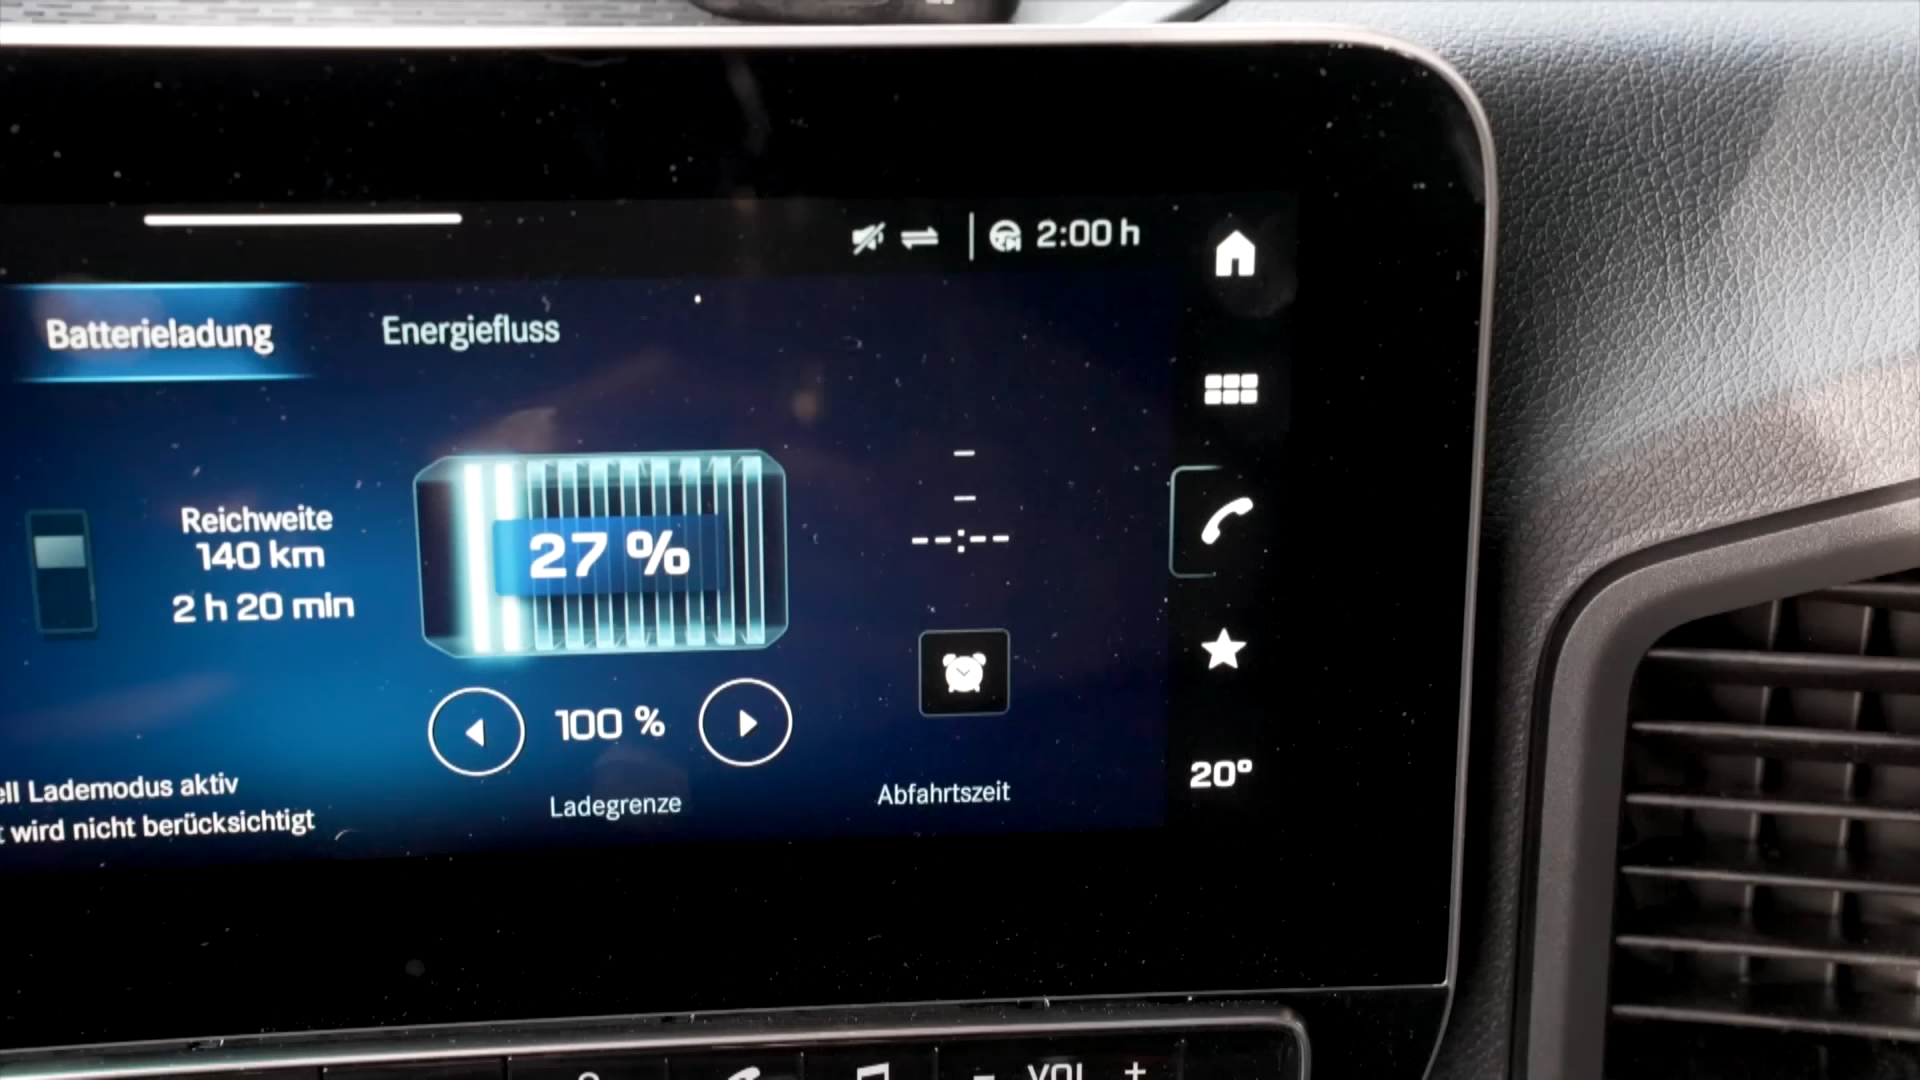 2:00 h
Batterieladung
Energiefluss
Reichweite
140 km
2 h 20 min
27 %
--:--
100 %
Ladegrenze
Abfahrtszeit
Lademodus aktiv
wird nicht berücksichtigt
20°
− VOL +